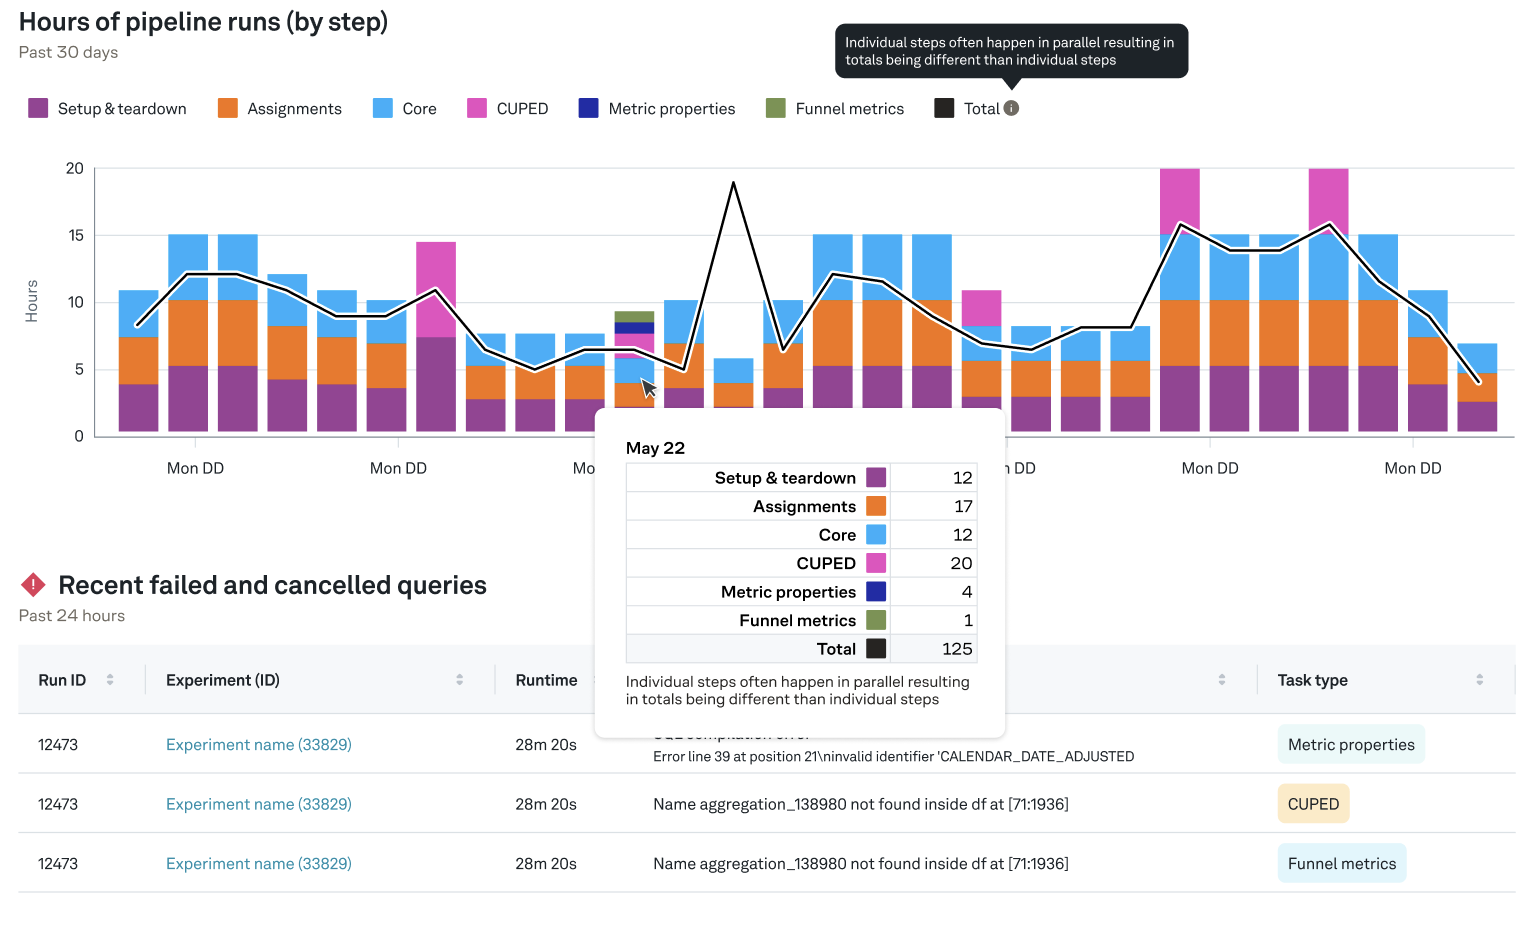 Hours of pipeline runs (by step)
Past 30 days
Individual steps often happen in parallel resulting in
totals being different than individual steps
Setup & teardown
Assignments
Core
CUPED
Metric properties
Funnel metrics
Total
20
15
10
5
0
Hours
Mon DD
Mon DD
Mo
n DD
Mon DD
Mon DD
May 22
Setup & teardown 12
Assignments 17
Core 12
CUPED 20
Metric properties 4
Funnel metrics 1
Total 125
Individual steps often happen in parallel resulting
in totals being different than individual steps
Recent failed and cancelled queries
Past 24 hours
Run ID Experiment (ID) Runtime Task type
12473 Experiment name (33829) 28m 20s
Error line 39 at position 21\ninvalid identifier 'CALENDAR_DATE_ADJUSTED
Metric properties
12473 Experiment name (33829) 28m 20s Name aggregation_138980 not found inside df at [71:1936] CUPED
12473 Experiment name (33829) 28m 20s Name aggregation_138980 not found inside df at [71:1936] Funnel metrics